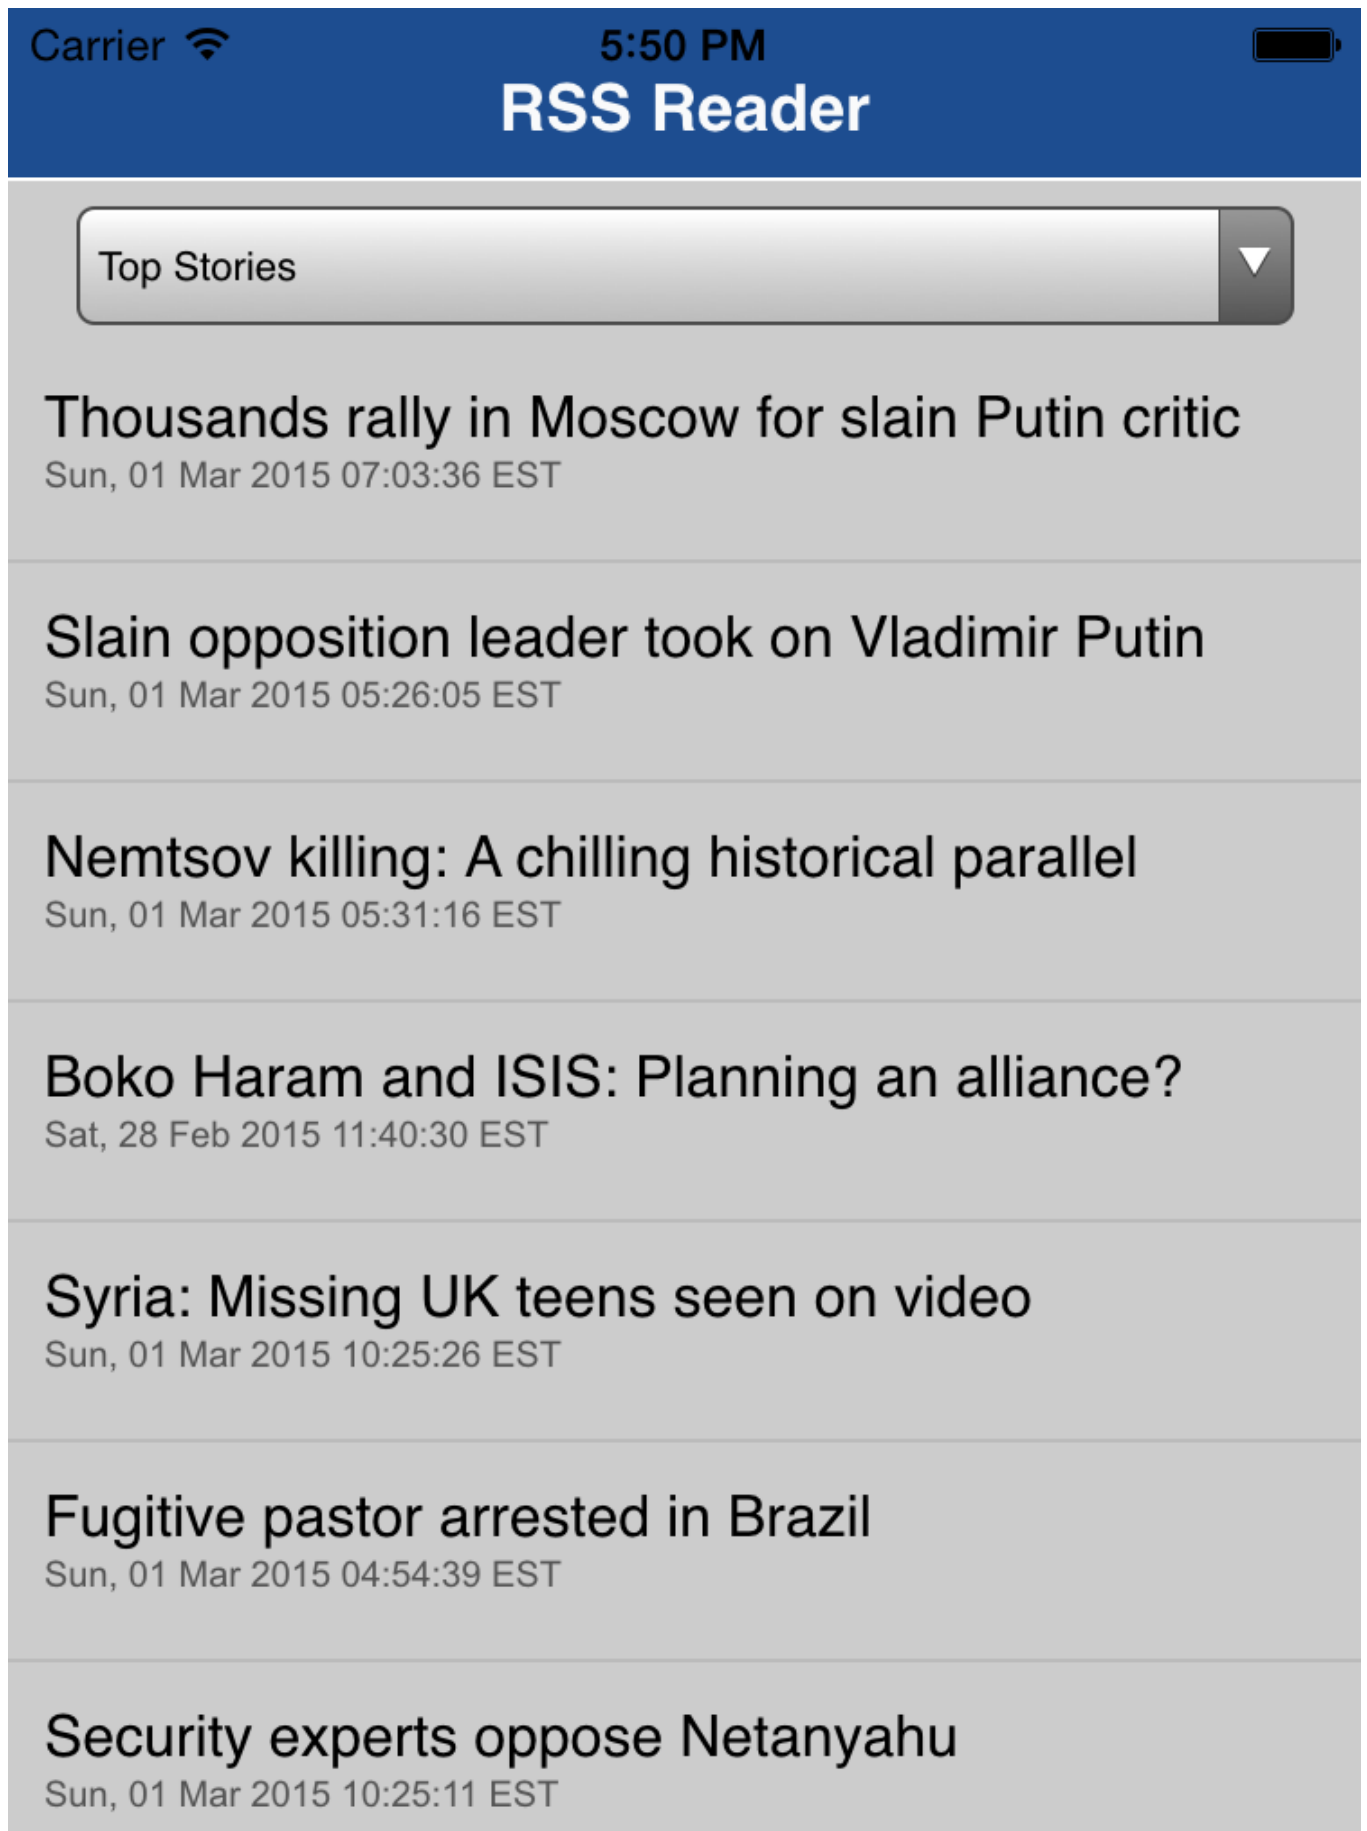 Carrier
5:50 PM
RSS Reader
Top Stories
Thousands rally in Moscow for slain Putin critic
Sun, 01 Mar 2015 07:03:36 EST
Slain opposition leader took on Vladimir Putin
Sun, 01 Mar 2015 05:26:05 EST
Nemtsov killing: A chilling historical parallel
Sun, 01 Mar 2015 05:31:16 EST
Boko Haram and ISIS: Planning an alliance?
Sat, 28 Feb 2015 11:40:30 EST
Syria: Missing UK teens seen on video
Sun, 01 Mar 2015 10:25:26 EST
Fugitive pastor arrested in Brazil
Sun, 01 Mar 2015 04:54:39 EST
Security experts oppose Netanyahu
Sun, 01 Mar 2015 10:25:11 EST